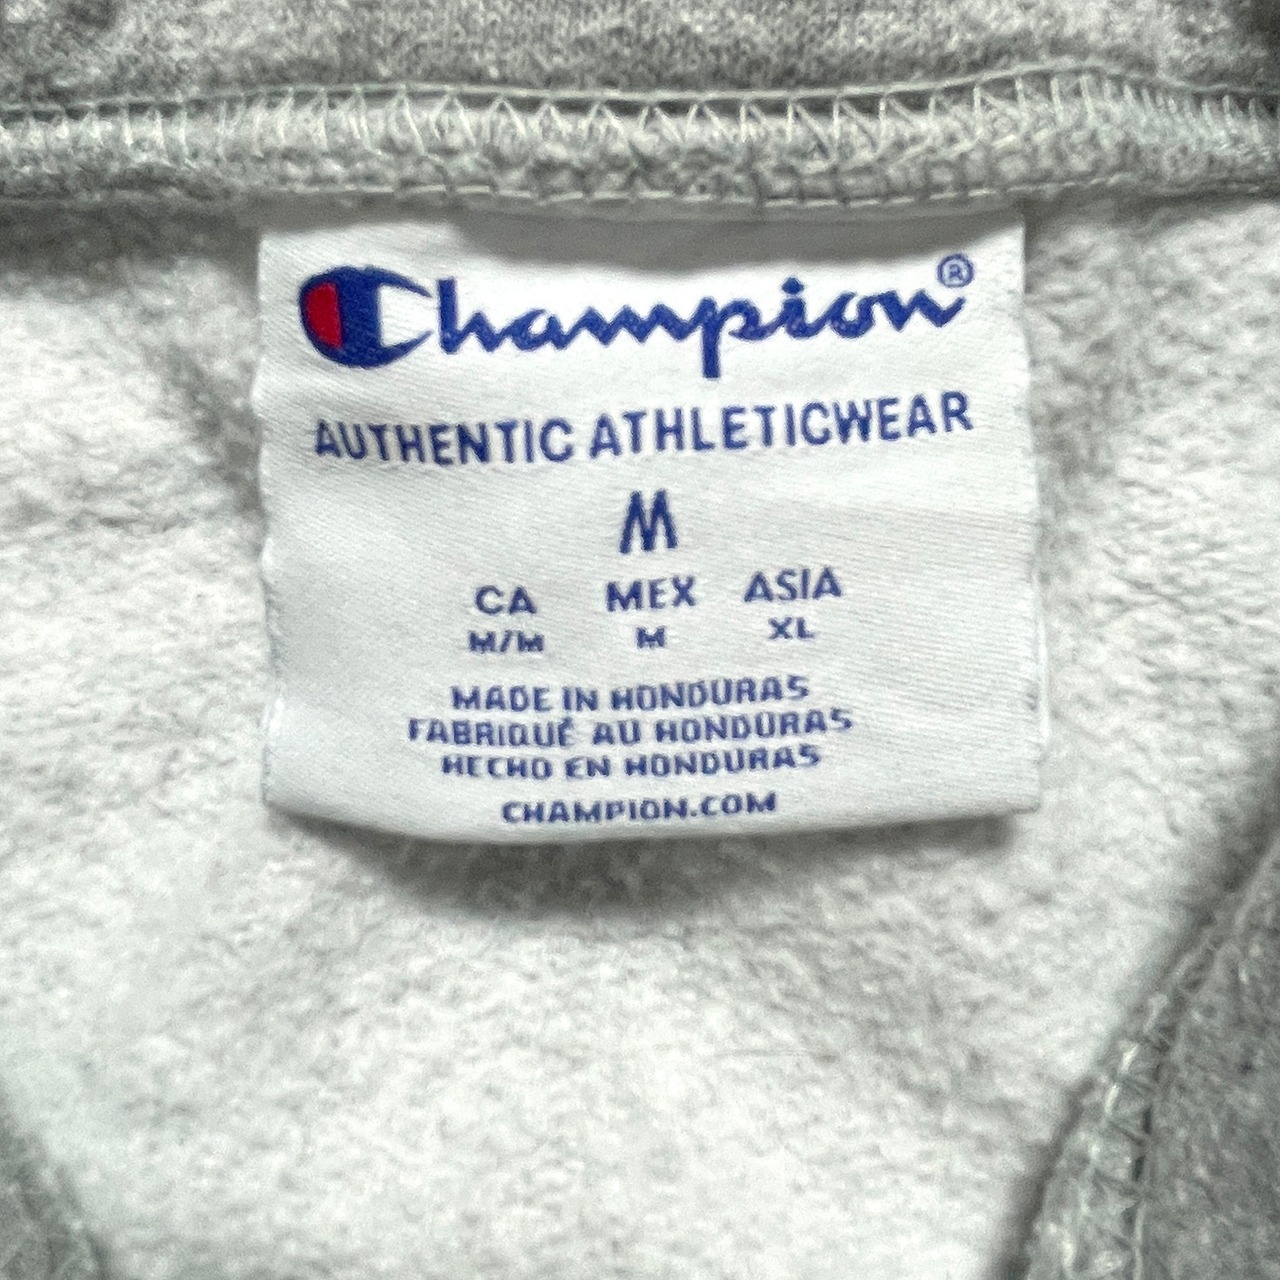 Champion®
AUTHENTIC ATHLETICWEAR
M
CA MEX ASIA
M/M M XL
MADE IN HONDURAS
FABRIQUÉ AU HONDURAS
HECHO EN HONDURAS
CHAMPION.COM